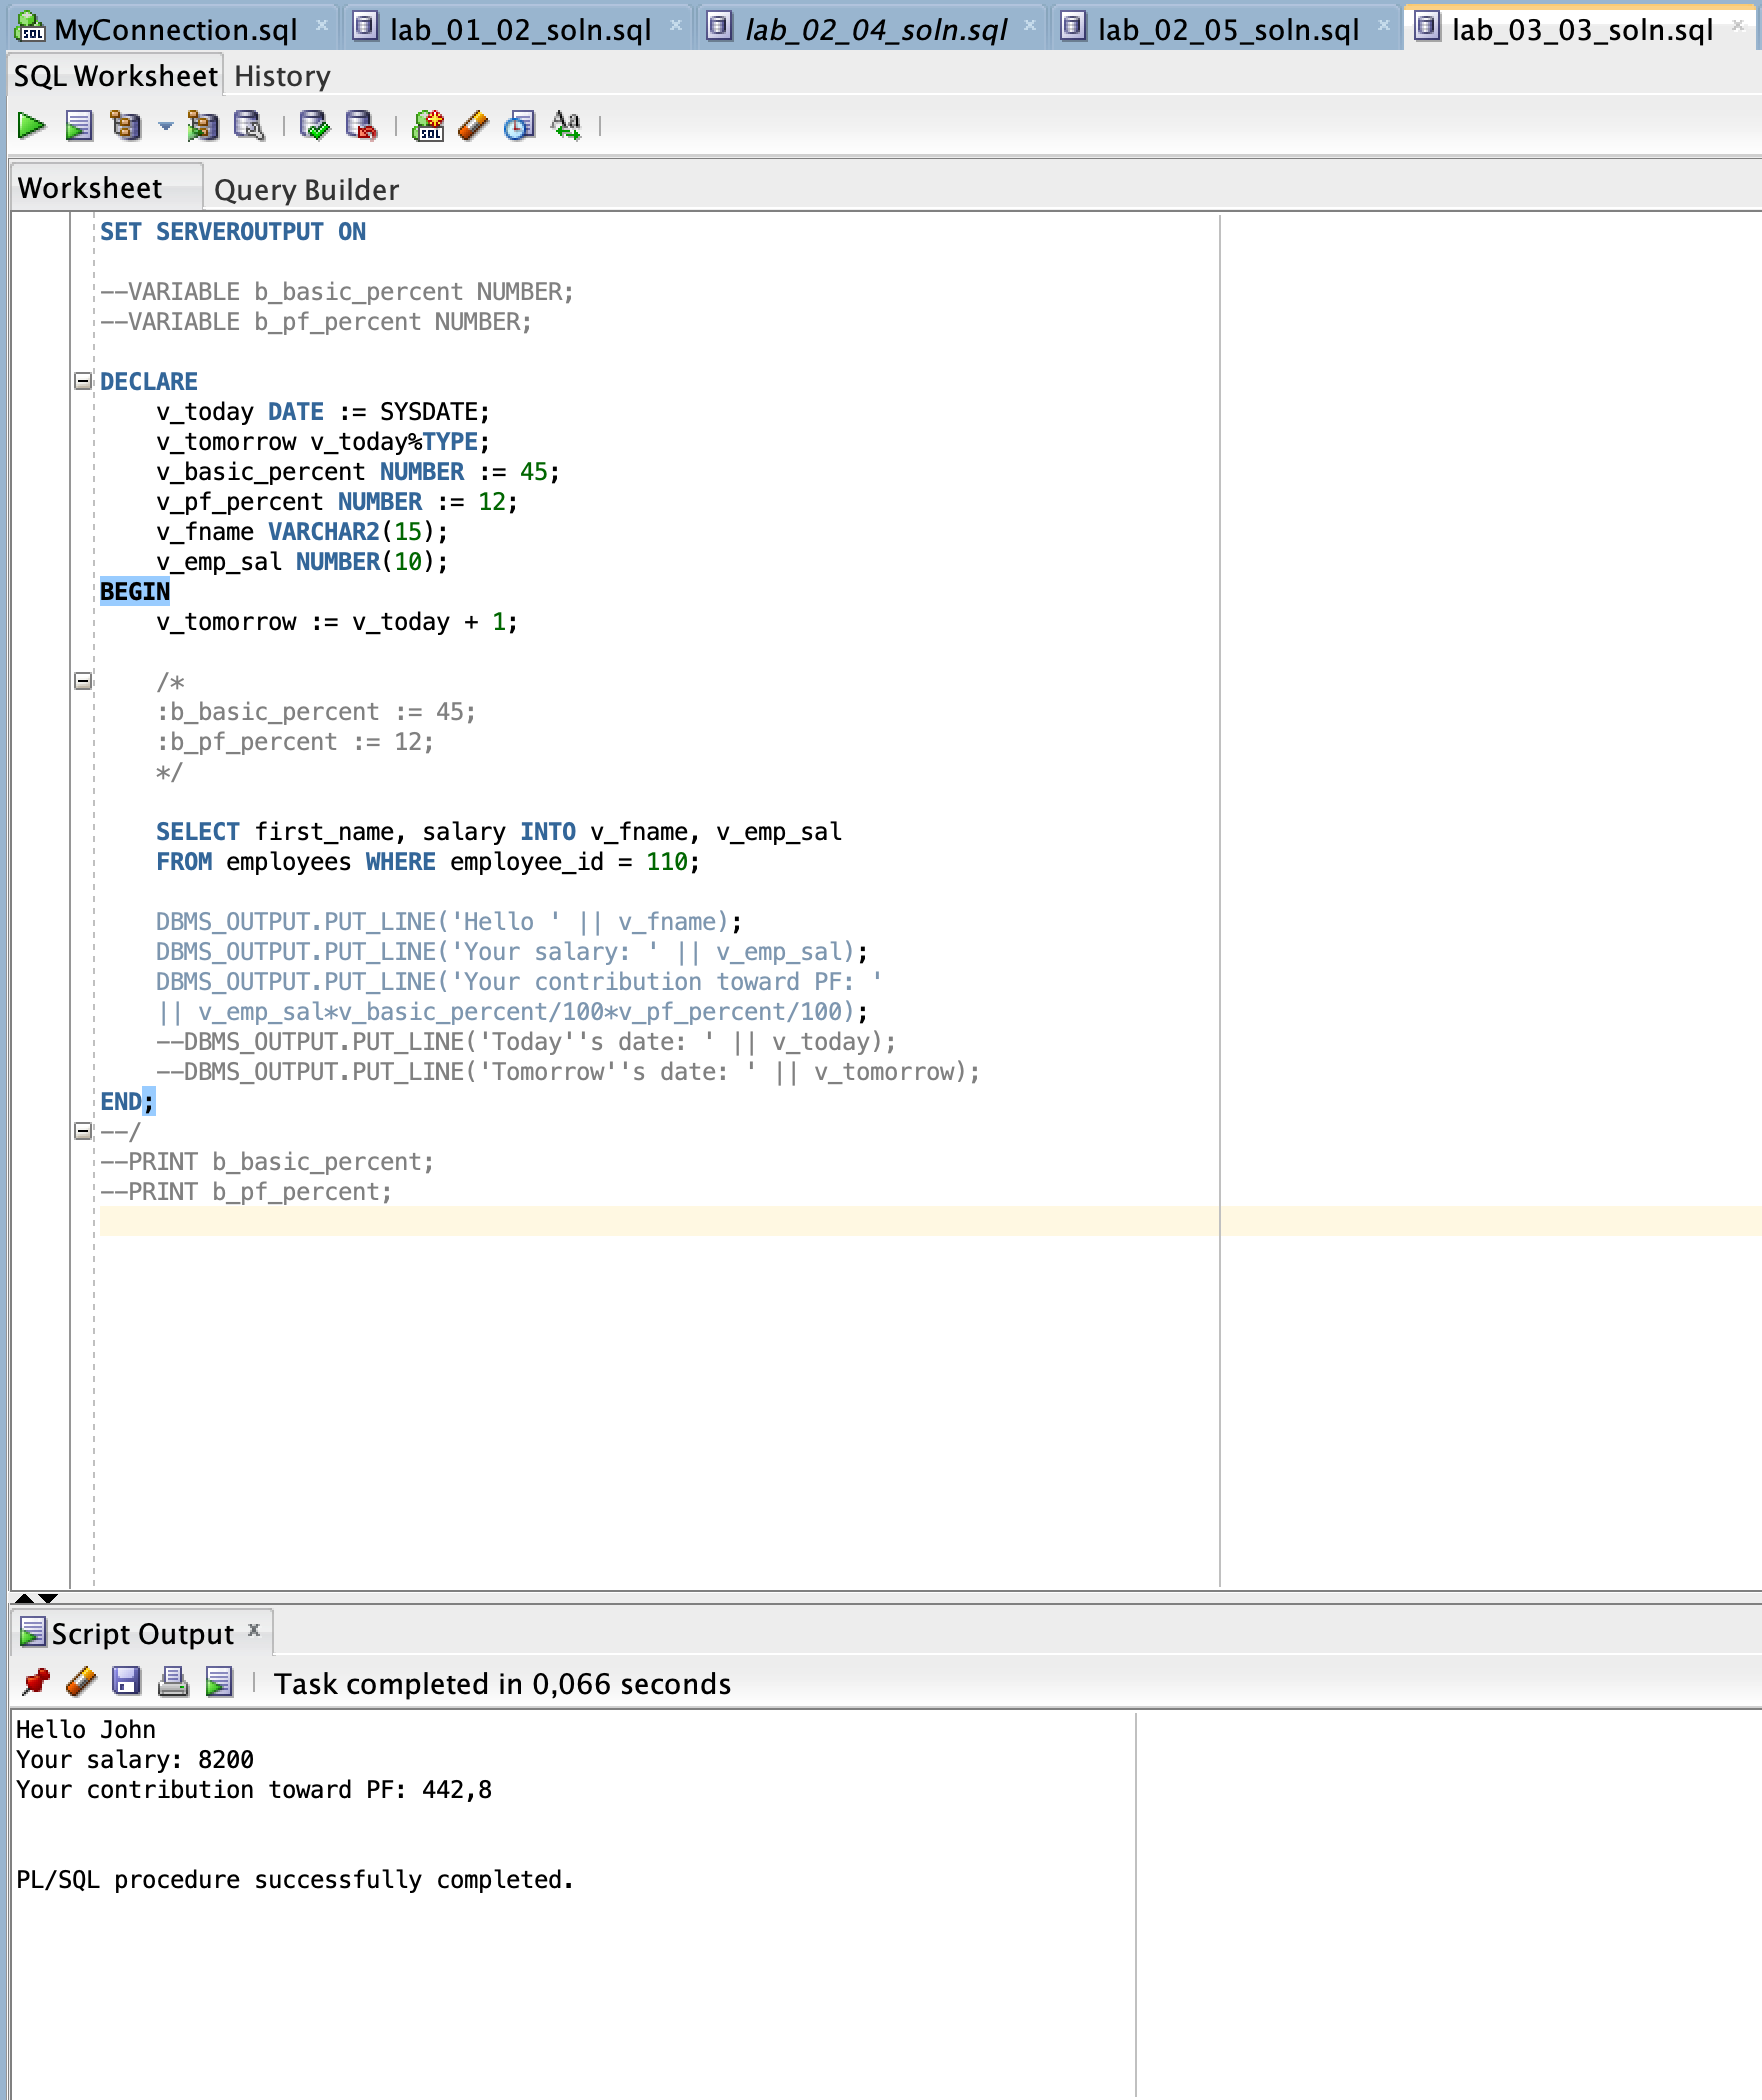 MyConnection.sql lab_01_02_soln.sql lab_02_04_soln.sql lab_02_05_soln.sql lab_03_03_soln.sql
SQL Worksheet History
SQL Aa
Worksheet Query Builder
SET SERVEROUTPUT ON
--VARIABLE b_basic_percent NUMBER;
--VARIABLE b_pf_percent NUMBER;
DECLARE
v_today DATE := SYSDATE;
v_tomorrow v_today%TYPE;
v_basic_percent NUMBER := 45;
v_pf_percent NUMBER := 12;
v_fname VARCHAR2(15);
v_emp_sal NUMBER(10);
BEGIN
v_tomorrow := v_today + 1;
/*
:b_basic_percent := 45;
:b_pf_percent := 12;
*/
SELECT first_name, salary INTO v_fname, v_emp_sal
FROM employees WHERE employee_id = 110;
DBMS_OUTPUT.PUT_LINE('Hello ' || v_fname);
DBMS_OUTPUT.PUT_LINE('Your salary: ' || v_emp_sal);
DBMS_OUTPUT.PUT_LINE('Your contribution toward PF: '
|| v_emp_sal*v_basic_percent/100*v_pf_percent/100);
--DBMS_OUTPUT.PUT_LINE('Today''s date: ' || v_today);
--DBMS_OUTPUT.PUT_LINE('Tomorrow''s date: ' || v_tomorrow);
END;
--/
--PRINT b_basic_percent;
--PRINT b_pf_percent;
Script Output
Task completed in 0,066 seconds
Hello John
Your salary: 8200
Your contribution toward PF: 442,8
PL/SQL procedure successfully completed.